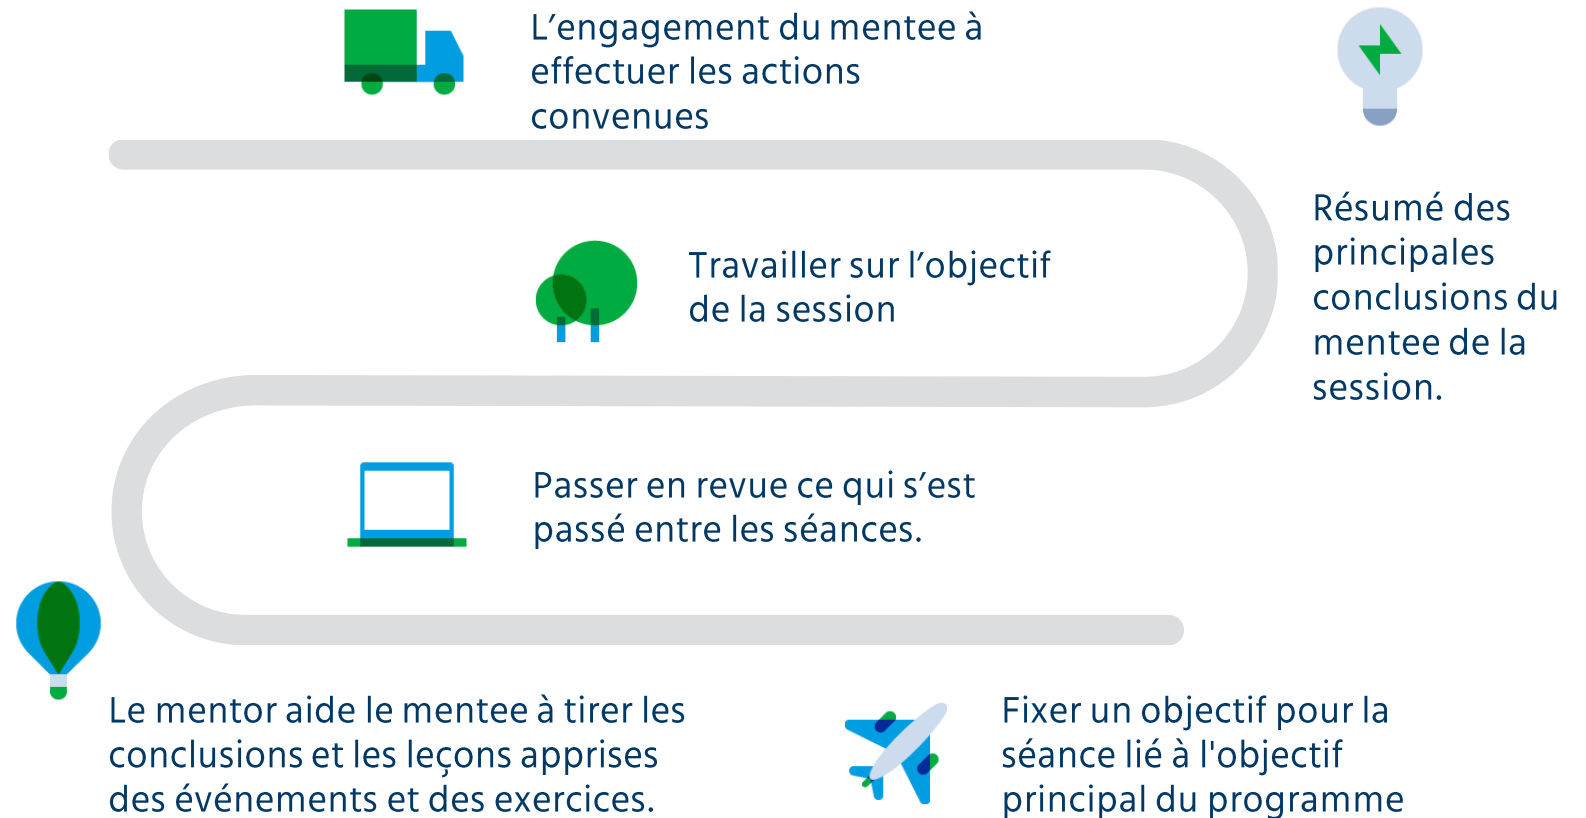 L’engagement du mentee à
effectuer les actions
convenues
Résumé des
principales
conclusions du
mentee de la
session.
Travailler sur l’objectif
de la session
Passer en revue ce qui s’est
passé entre les séances.
Le mentor aide le mentee à tirer les
conclusions et les leçons apprises
des événements et des exercices.
Fixer un objectif pour la
séance lié à l'objectif
principal du programme